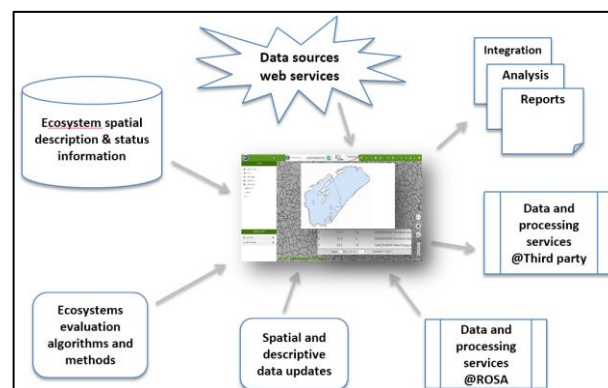 Data sources
web services
Integration
Analysis
Reports
Ecosystem spatial
description & status
information
Data and
processing
services
@Third party
Ecosystems
evaluation
algorithms and
methods
Spatial and
descriptive
data updates
Data and
processing
services
@ROSA